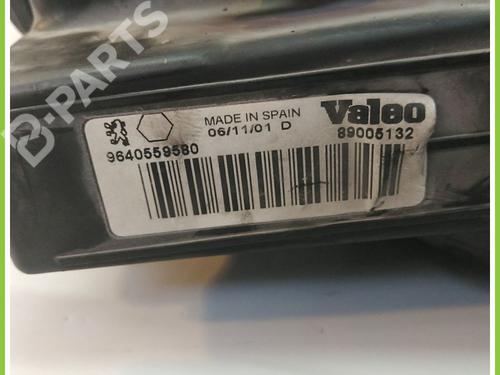 B-PARTS
MADE IN SPAIN
06/11/01 D
Valeo
89005132
9640559580